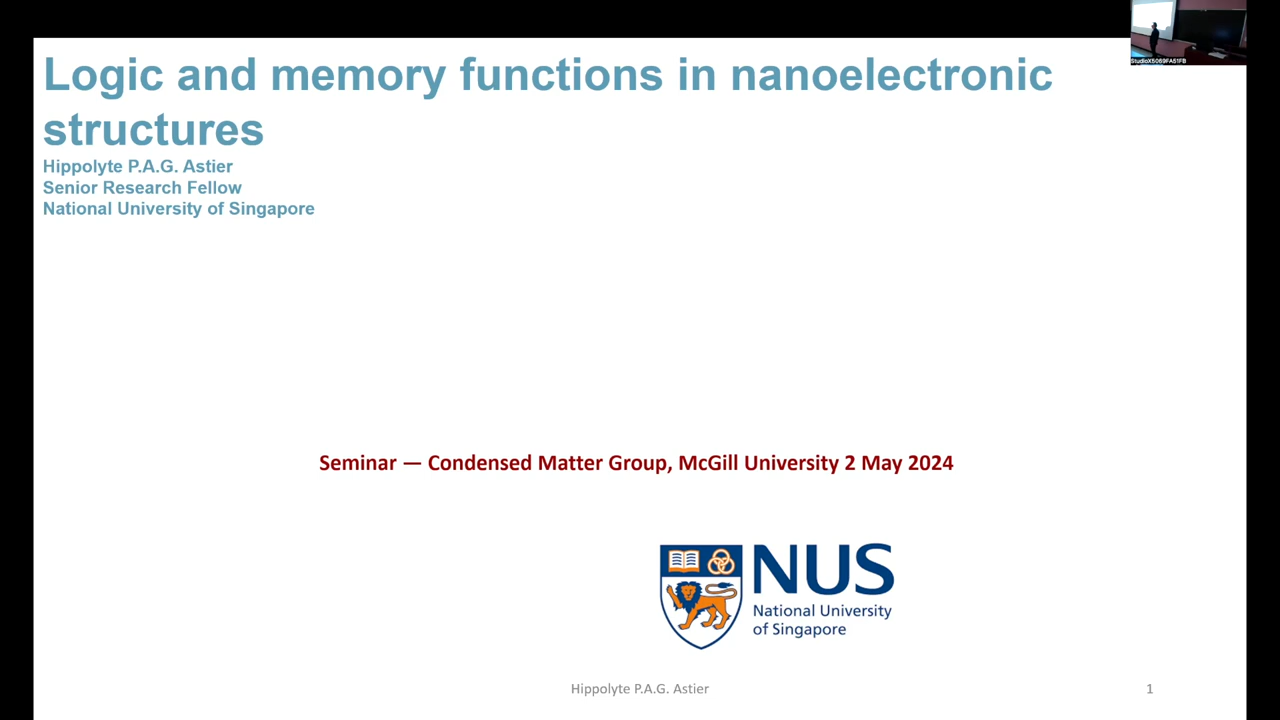 StudioX5069FA51FB
Logic and memory functions in nanoelectronic
structures
Hippolyte P.A.G. Astier
Senior Research Fellow
National University of Singapore
Seminar — Condensed Matter Group, McGill University 2 May 2024
NUS
National University
of Singapore
Hippolyte P.A.G. Astier
1